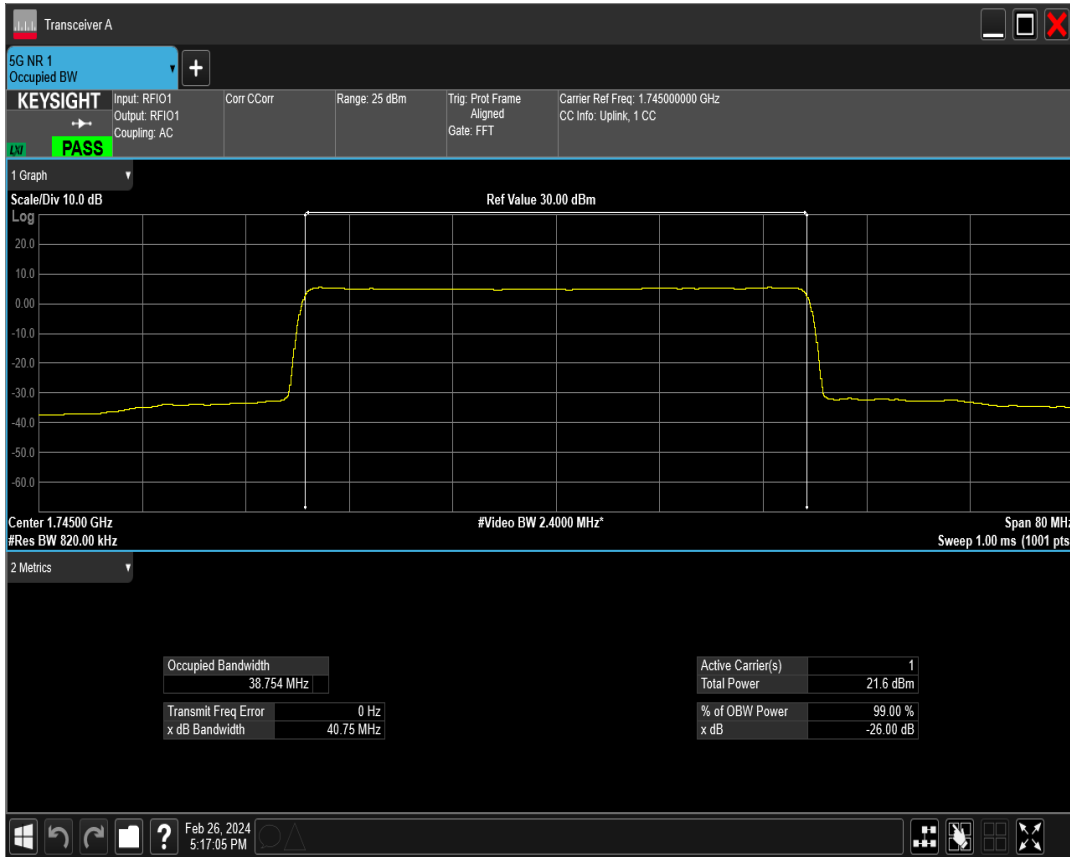 Transceiver A
5G NR 1
Occupied BW
KEYSIGHT
LXI
PASS
Input: RFIO1
Output: RFIO1
Coupling: AC
Corr CCorr
Range: 25 dBm
Trig: Prot Frame
Aligned
Gate: FFT
Carrier Ref Freq: 1.745000000 GHz
CC Info: Uplink, 1 CC
1 Graph
Scale/Div 10.0 dB
Ref Value 30.00 dBm
Log
20.0
10.0
0.00
-10.0
-20.0
-30.0
-40.0
-50.0
-60.0
Center 1.74500 GHz
#Video BW 2.4000 MHz*
Span 80 MHz
#Res BW 820.00 kHz
Sweep 1.00 ms (1001 pts
2 Metrics
Occupied Bandwidth
38.754 MHz
Transmit Freq Error 0 Hz
x dB Bandwidth 40.75 MHz
Active Carrier(s) 1
Total Power 21.6 dBm
% of OBW Power 99.00 %
x dB -26.00 dB
?
Feb 26, 2024
5:17:05 PM